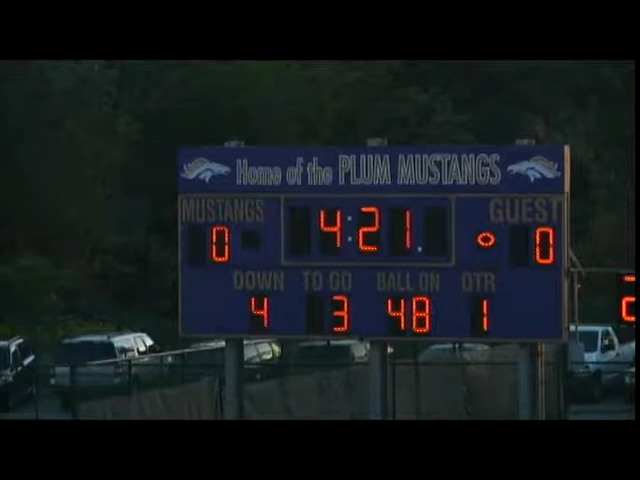 Home of the PLUM MUSTANGS
MUSTANGS 4:21. GUEST
0 0
DOWN TO GO BALL ON QTR
4 3 48 1